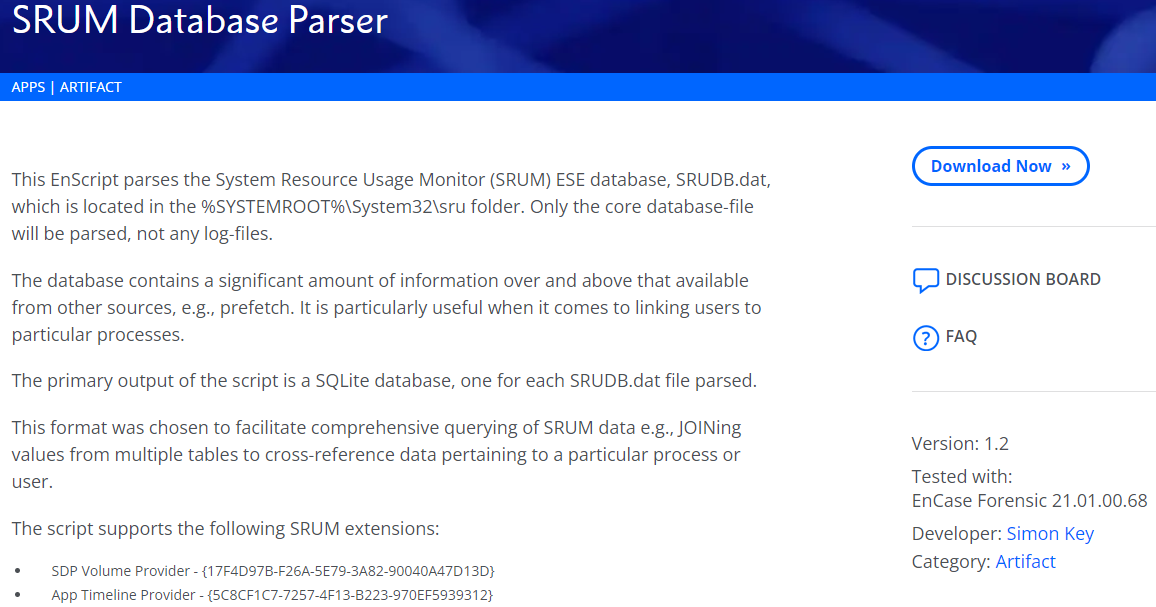 SRUM Database Parser
APPS | ARTIFACT
This EnScript parses the System Resource Usage Monitor (SRUM) ESE database, SRUDB.dat,
which is located in the %SYSTEMROOT%\System32\sru folder. Only the core database-file
will be parsed, not any log-files.
The database contains a significant amount of information over and above that available
from other sources, e.g., prefetch. It is particularly useful when it comes to linking users to
particular processes.
The primary output of the script is a SQLite database, one for each SRUDB.dat file parsed.
This format was chosen to facilitate comprehensive querying of SRUM data e.g., JOINing
values from multiple tables to cross-reference data pertaining to a particular process or
user.
The script supports the following SRUM extensions:
• SDP Volume Provider - {17F4D97B-F26A-5E79-3A82-90040A47D13D}
• App Timeline Provider - {5C8CF1C7-7257-4F13-B223-970EF5939312}
Download Now »
DISCUSSION BOARD
? FAQ
Version: 1.2
Tested with:
EnCase Forensic 21.01.00.68
Developer: Simon Key
Category: Artifact